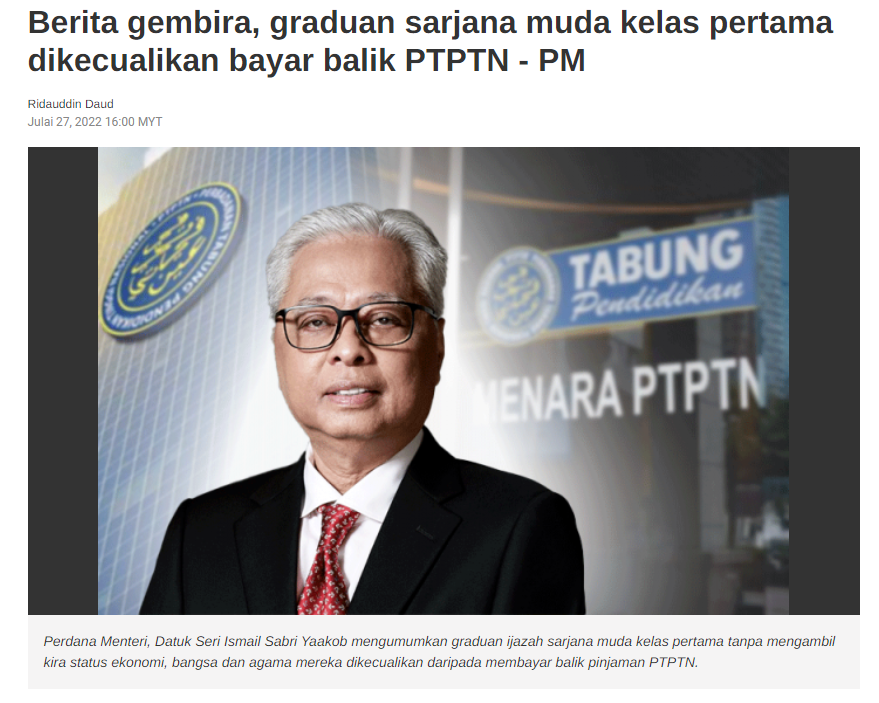 Berita gembira, graduan sarjana muda kelas pertama
dikecualikan bayar balik PTPTN - PM
Ridauddin Daud
Julai 27, 2022 16:00 MYT
TABUNG
Pendidikan
MENARA PTPTN
Perdana Menteri, Datuk Seri Ismail Sabri Yaakob mengumumkan graduan ijazah sarjana muda kelas pertama tanpa mengambil
kira status ekonomi, bangsa dan agama mereka dikecualikan daripada membayar balik pinjaman PTPTN.